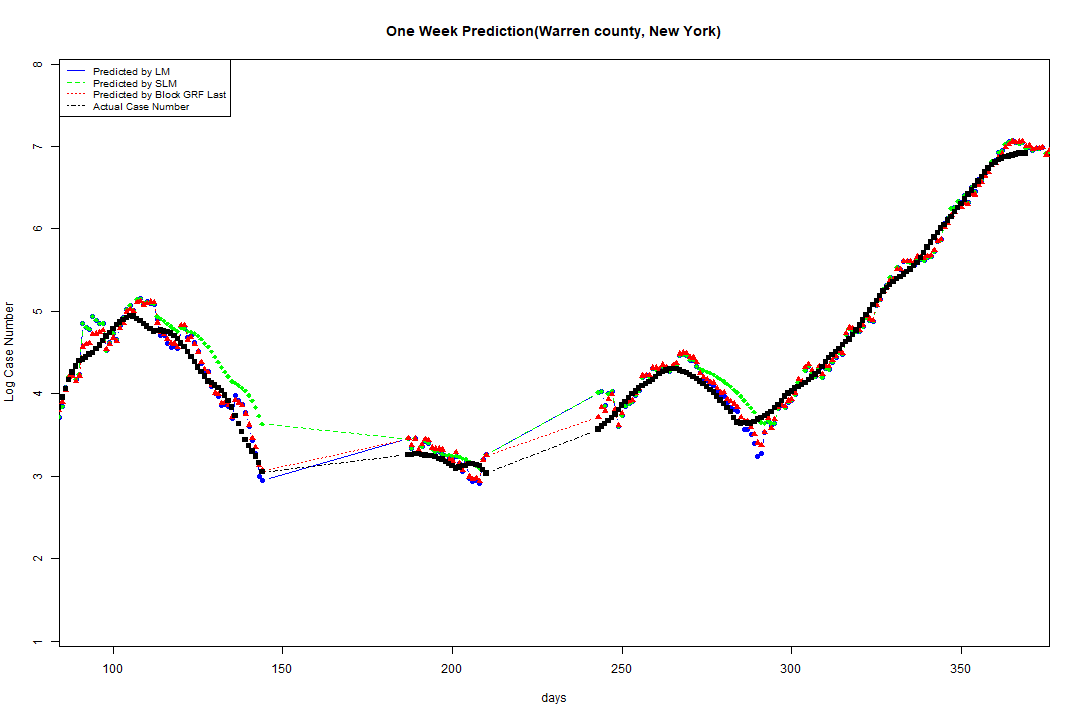 One Week Prediction(Warren county, New York)
Predicted by LM
Predicted by SLM
Predicted by Block GRF Last
Actual Case Number
Log Case Number
8
7
6
5
4
3
2
1
100 150 200 250 300 350
days